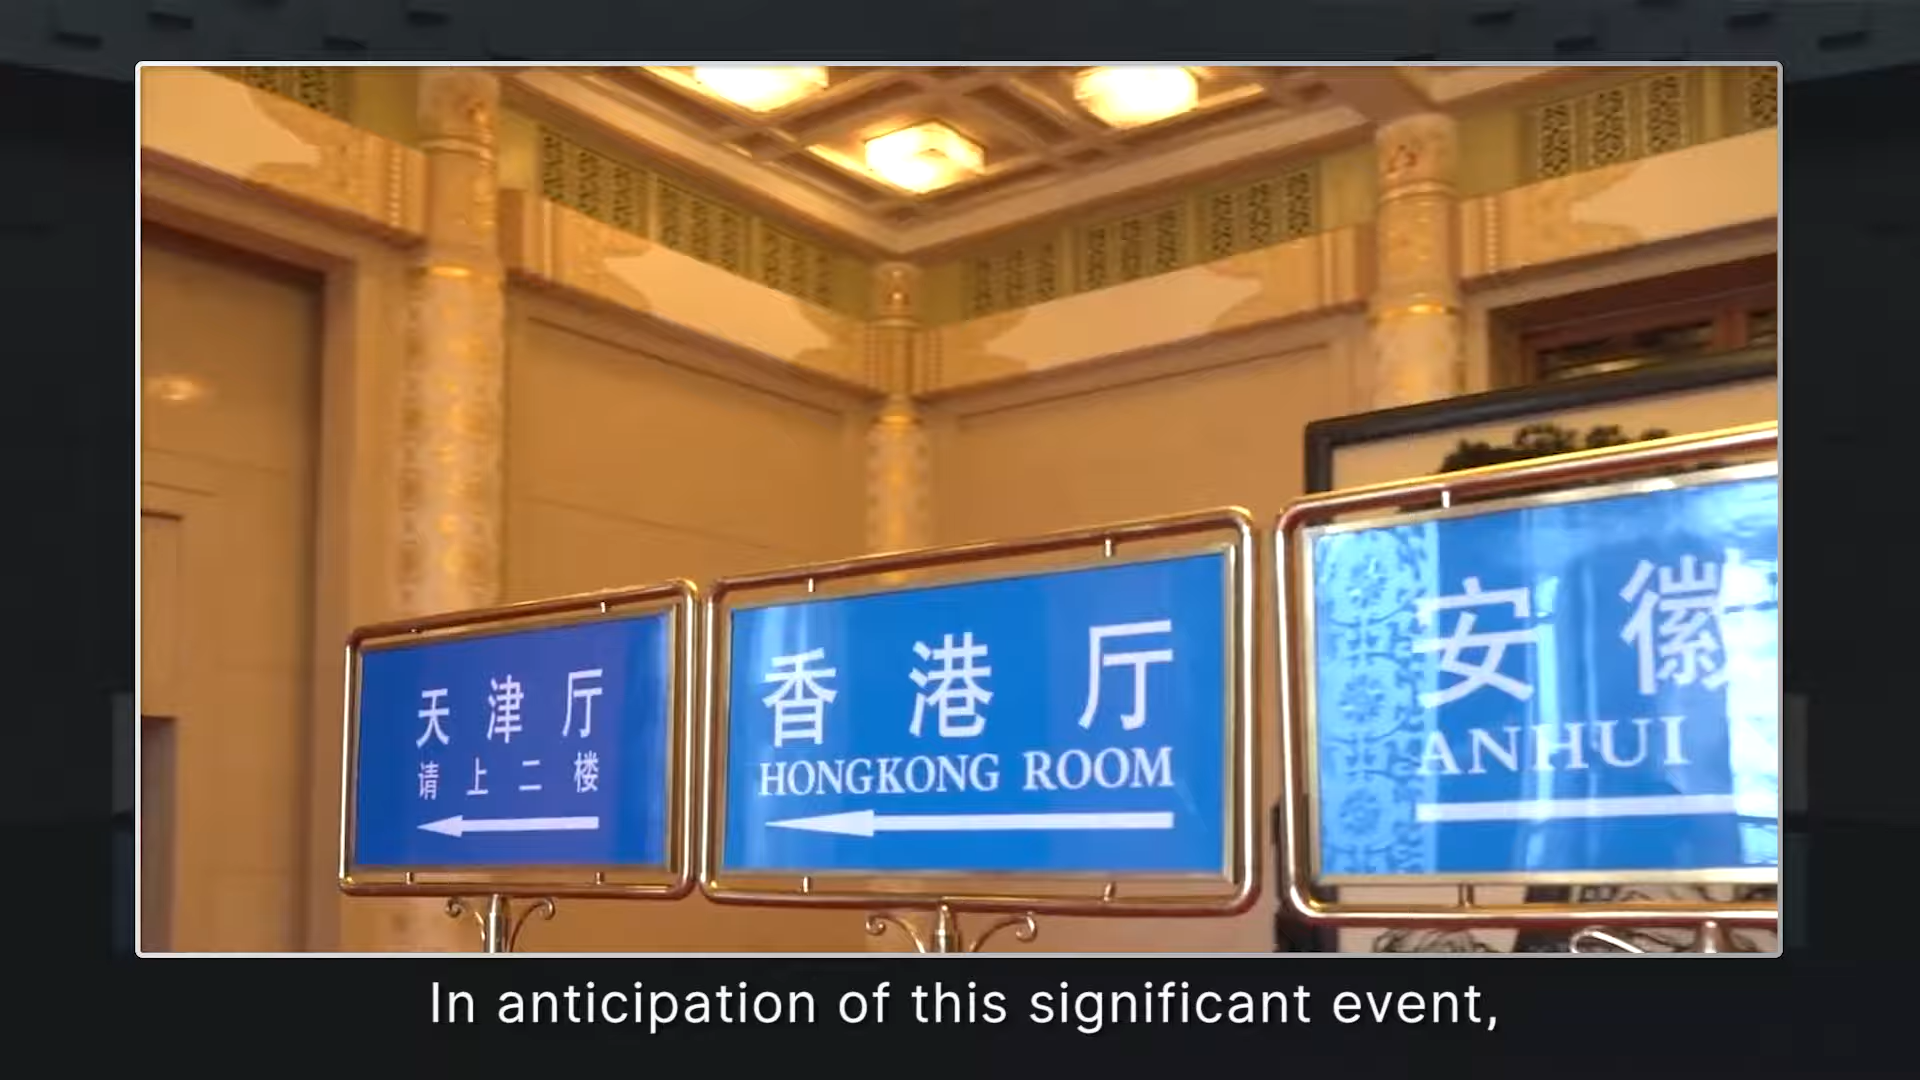 天津厅
请上二楼
香港厅
HONGKONG ROOM
安徽
ANHUI
In anticipation of this significant event,